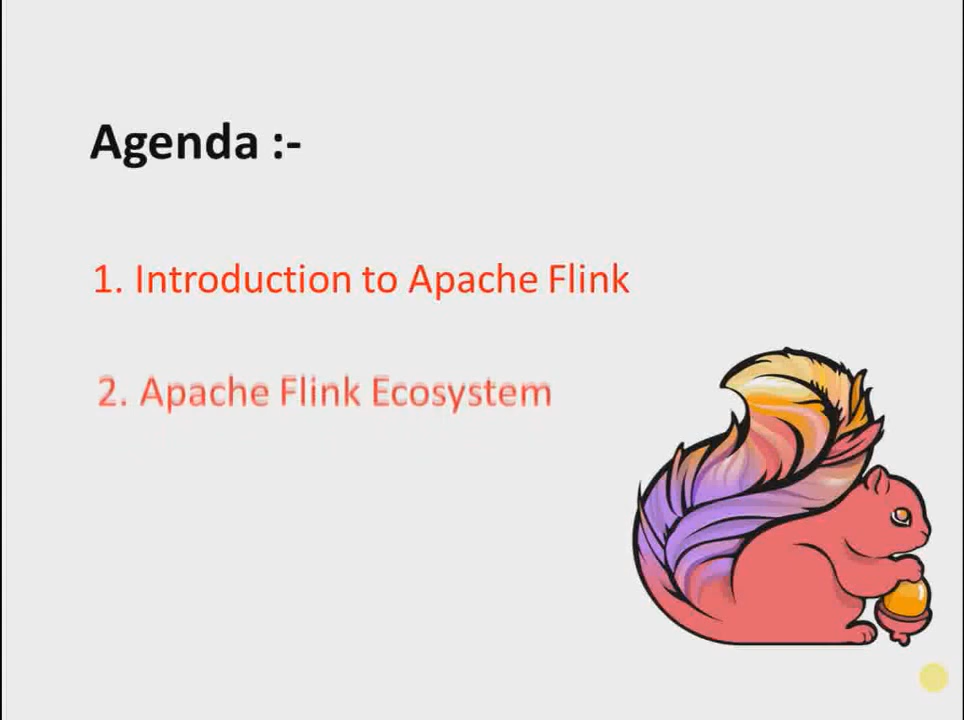 Agenda :-
1. Introduction to Apache Flink
2. Apache Flink Ecosystem